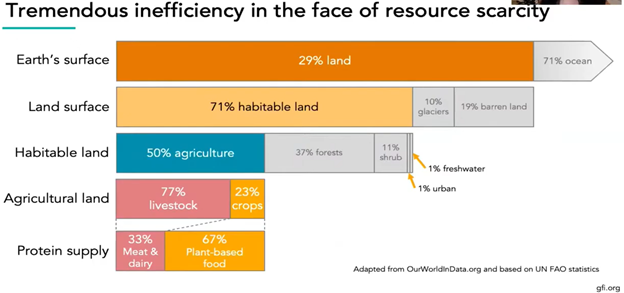 Tremendous inefficiency in the face of resource scarcity
Earth's surface
29% land
71% ocean
Land surface
71% habitable land
10%
glaciers
19% barren land
Habitable land
50% agriculture
37% forests
11%
shrub
1% freshwater
1% urban
Agricultural land
77%
livestock
23%
crops
Protein supply
33%
Meat &
dairy
67%
Plant-based
food
Adapted from OurWorldInData.org and based on UN FAO statistics
gfi.org